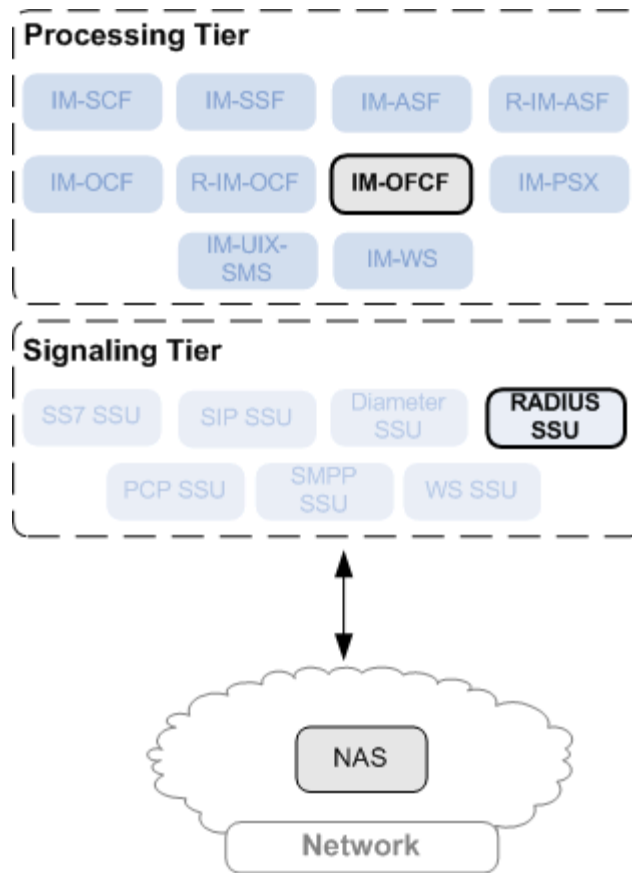 Processing Tier
IM-SCF
IM-SSF
IM-ASF
R-IM-ASF
IM-OCF
R-IM-OCF
IM-OFCF
IM-PSX
IM-UIX-
SMS
IM-WS
Signaling Tier
SS7 SSU
SIP SSU
Diameter
SSU
RADIUS
SSU
PCP SSU
SMPP
SSU
WS SSU
NAS
Network